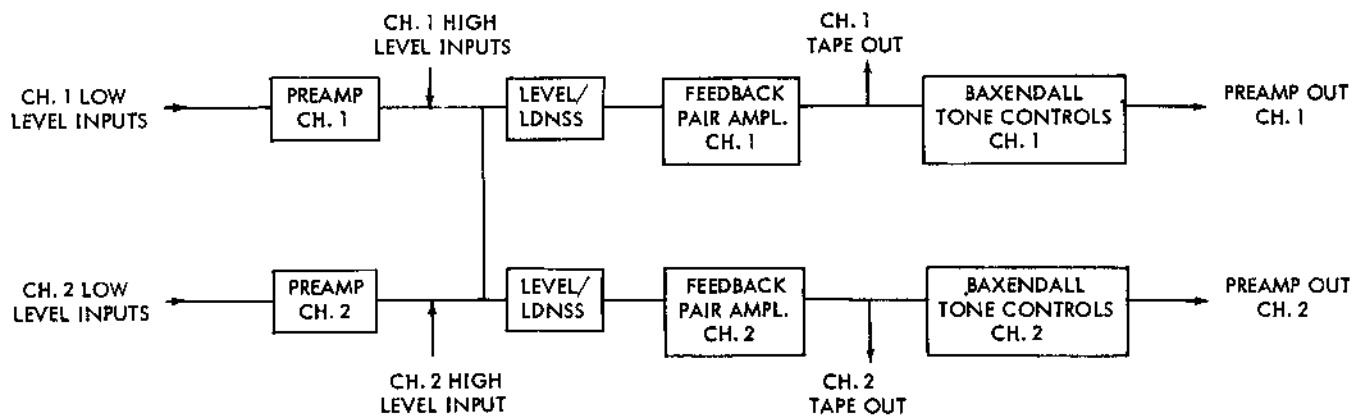 CH. 1 HIGH
LEVEL INPUTS
CH. 1
TAPE OUT
CH. 1 LOW
LEVEL INPUTS
PREAMP
CH. 1
LEVEL/
LDNSS
FEEDBACK
PAIR AMPL.
CH. 1
BAXENDALL
TONE CONTROLS
CH. 1
PREAMP OUT
CH. 1
CH. 2 LOW
LEVEL INPUTS
PREAMP
CH. 2
LEVEL/
LDNSS
FEEDBACK
PAIR AMPL.
CH. 2
BAXENDALL
TONE CONTROLS
CH. 2
PREAMP OUT
CH. 2
CH. 2 HIGH
LEVEL INPUT
CH. 2
TAPE OUT